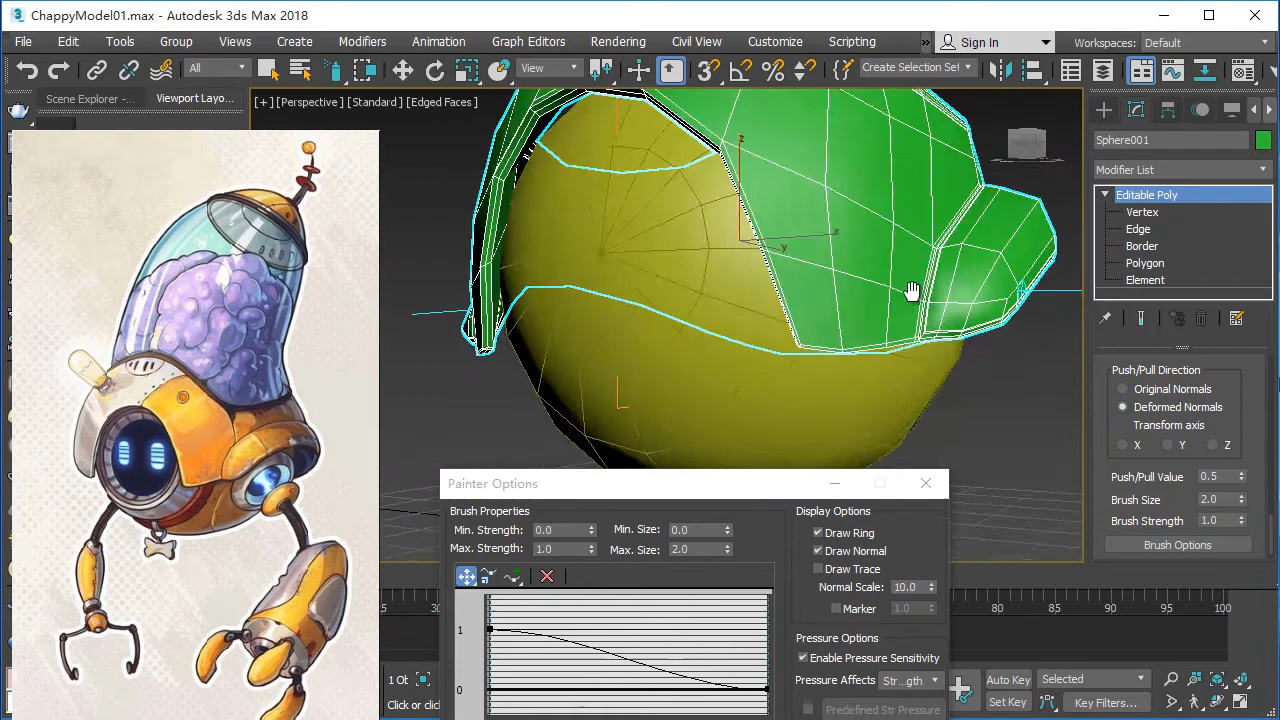 ChappyModel01.max - Autodesk 3ds Max 2018
File Edit Tools Group Views Create Modifiers Animation Graph Editors Rendering Civil View Customize Scripting Sign In Workspaces: Default
All View Create Selection Set
Scene Explorer -... Viewport Layo...
[+] [Perspective] [Standard] [Edged Faces]
z
x
y
Sphere001
Modifier List
Editable Poly
Vertex
Edge
Border
Polygon
Element
Push/Pull Direction
Original Normals
Deformed Normals
Transform axis
X Y Z
Push/Pull Value 0.5
Brush Size 2.0
Brush Strength 1.0
Brush Options
Painter Options
Brush Properties
Min. Strength: 0.0 Min. Size: 0.0
Max. Strength: 1.0 Max. Size: 2.0
1
0
Display Options
Draw Ring
Draw Normal
Draw Trace
Normal Scale: 10.0
Marker 1.0
Pressure Options
Enable Pressure Sensitivity
Pressure Affects Str...gth
Predefined Str Pressure
80 85 90 95 100
Auto Key Selected
Set Key Key Filters...
Click or clic